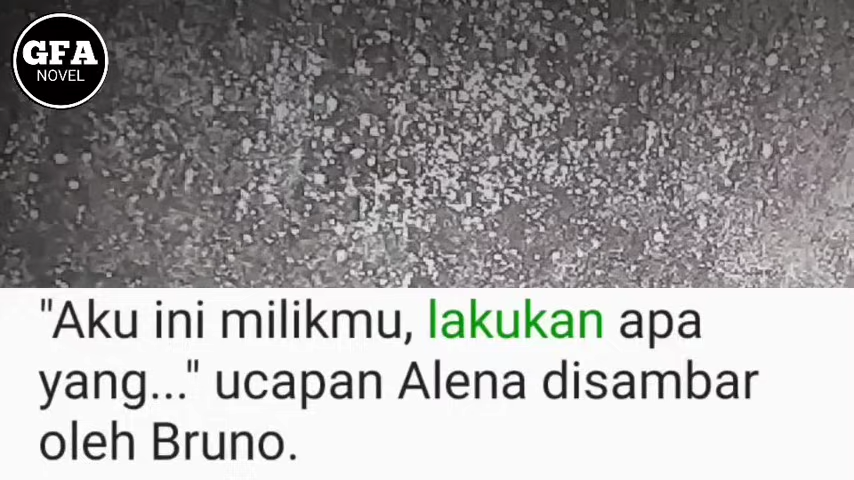 GFA
NOVEL
"Aku ini milikmu, lakukan apa
yang..." ucapan Alena disambar
oleh Bruno.